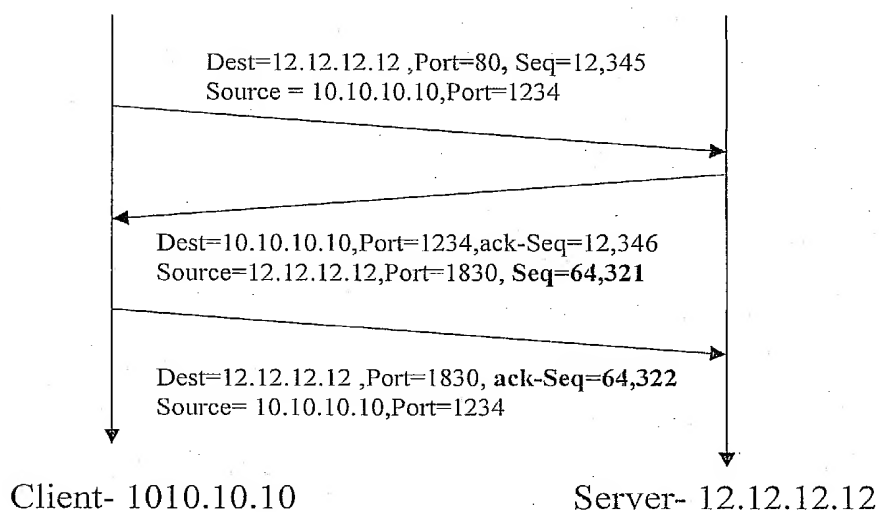 Dest=12.12.12.12 ,Port=80, Seq=12,345
Source = 10.10.10.10,Port=1234
Dest=10.10.10.10,Port=1234,ack-Seq=12,346
Source=12.12.12.12,Port=1830, Seq=64,321
Dest=12.12.12.12 ,Port=1830, ack-Seq=64,322
Source= 10.10.10.10,Port=1234
Client- 1010.10.10
Server- 12.12.12.12